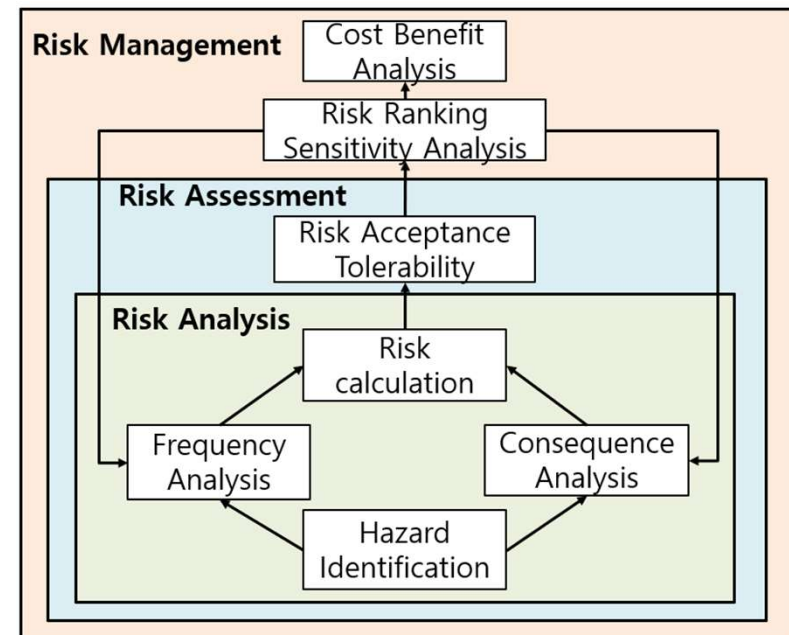 Risk Management
Cost Benefit
Analysis
Risk Ranking
Sensitivity Analysis
Risk Assessment
Risk Acceptance
Tolerability
Risk Analysis
Risk
calculation
Frequency
Analysis
Consequence
Analysis
Hazard
Identification